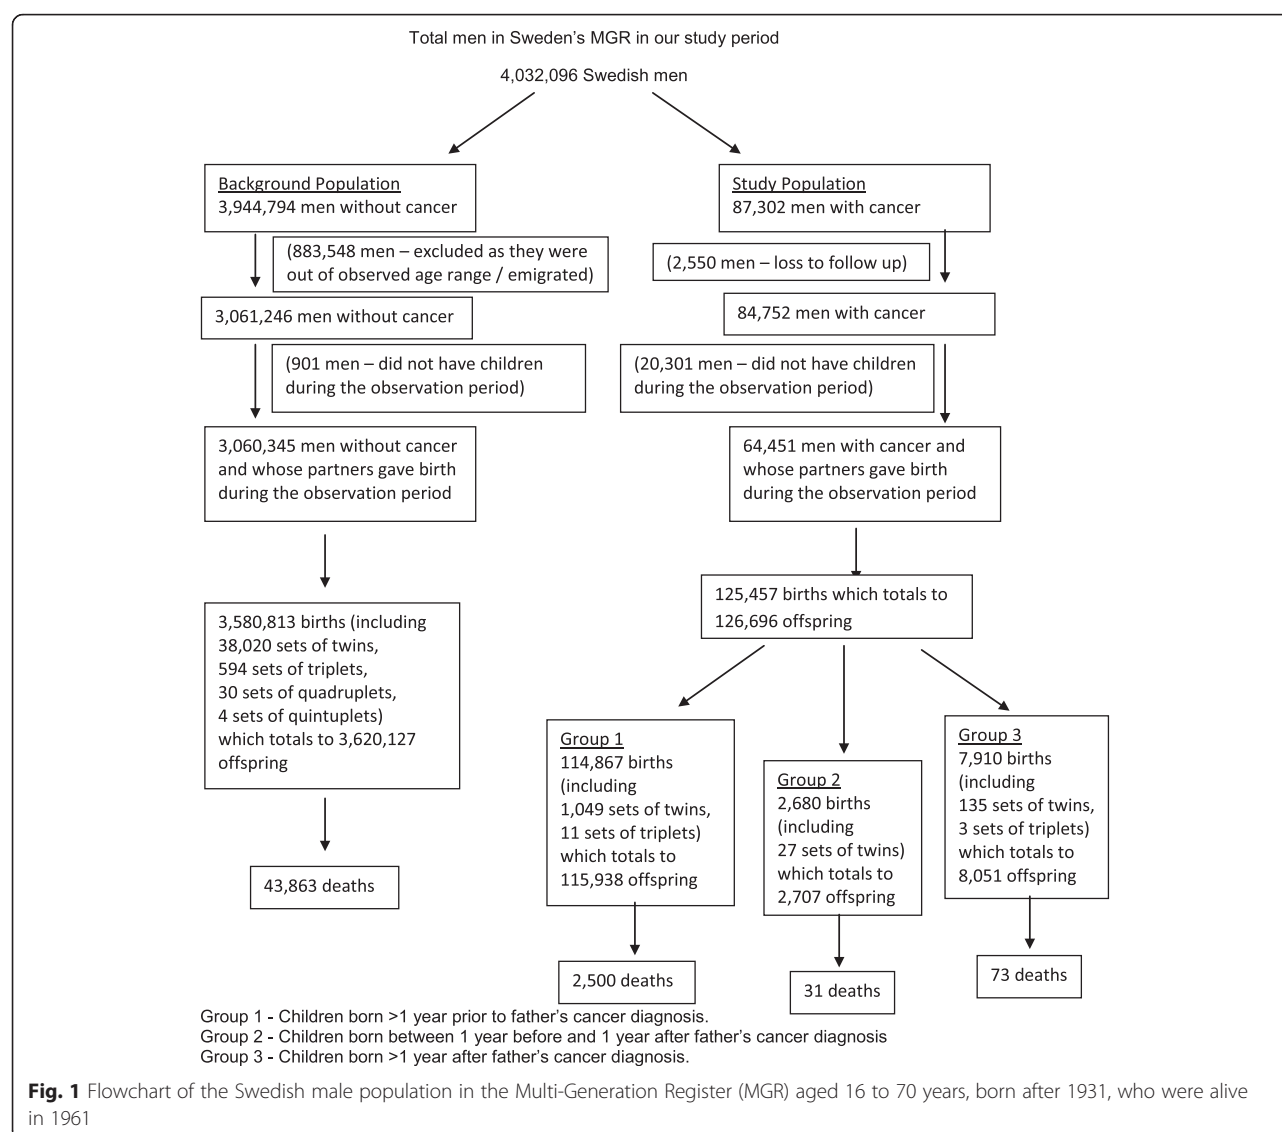 Total men in Sweden's MGR in our study period
4,032,096 Swedish men
Background Population
3,944,794 men without cancer
(883,548 men – excluded as they were
out of observed age range / emigrated)
3,061,246 men without cancer
(901 men – did not have children
during the observation period)
3,060,345 men without cancer
and whose partners gave birth
during the observation period
3,580,813 births (including
38,020 sets of twins,
594 sets of triplets,
30 sets of quadruplets,
4 sets of quintuplets)
which totals to 3,620,127
offspring
43,863 deaths
Study Population
87,302 men with cancer
(2,550 men – loss to follow up)
84,752 men with cancer
(20,301 men – did not have children
during the observation period)
64,451 men with cancer and
whose partners gave birth
during the observation period
125,457 births which totals to
126,696 offspring
Group 1
114,867 births
(including
1,049 sets of twins,
11 sets of triplets)
which totals to
115,938 offspring
2,500 deaths
Group 2
2,680 births
(including
27 sets of twins)
which totals to
2,707 offspring
31 deaths
Group 3
7,910 births
(including
135 sets of twins,
3 sets of triplets)
which totals to
8,051 offspring
73 deaths
Group 1 - Children born >1 year prior to father's cancer diagnosis.
Group 2 - Children born between 1 year before and 1 year after father's cancer diagnosis
Group 3 - Children born >1 year after father's cancer diagnosis.
Fig. 1 Flowchart of the Swedish male population in the Multi-Generation Register (MGR) aged 16 to 70 years, born after 1931, who were alive
in 1961